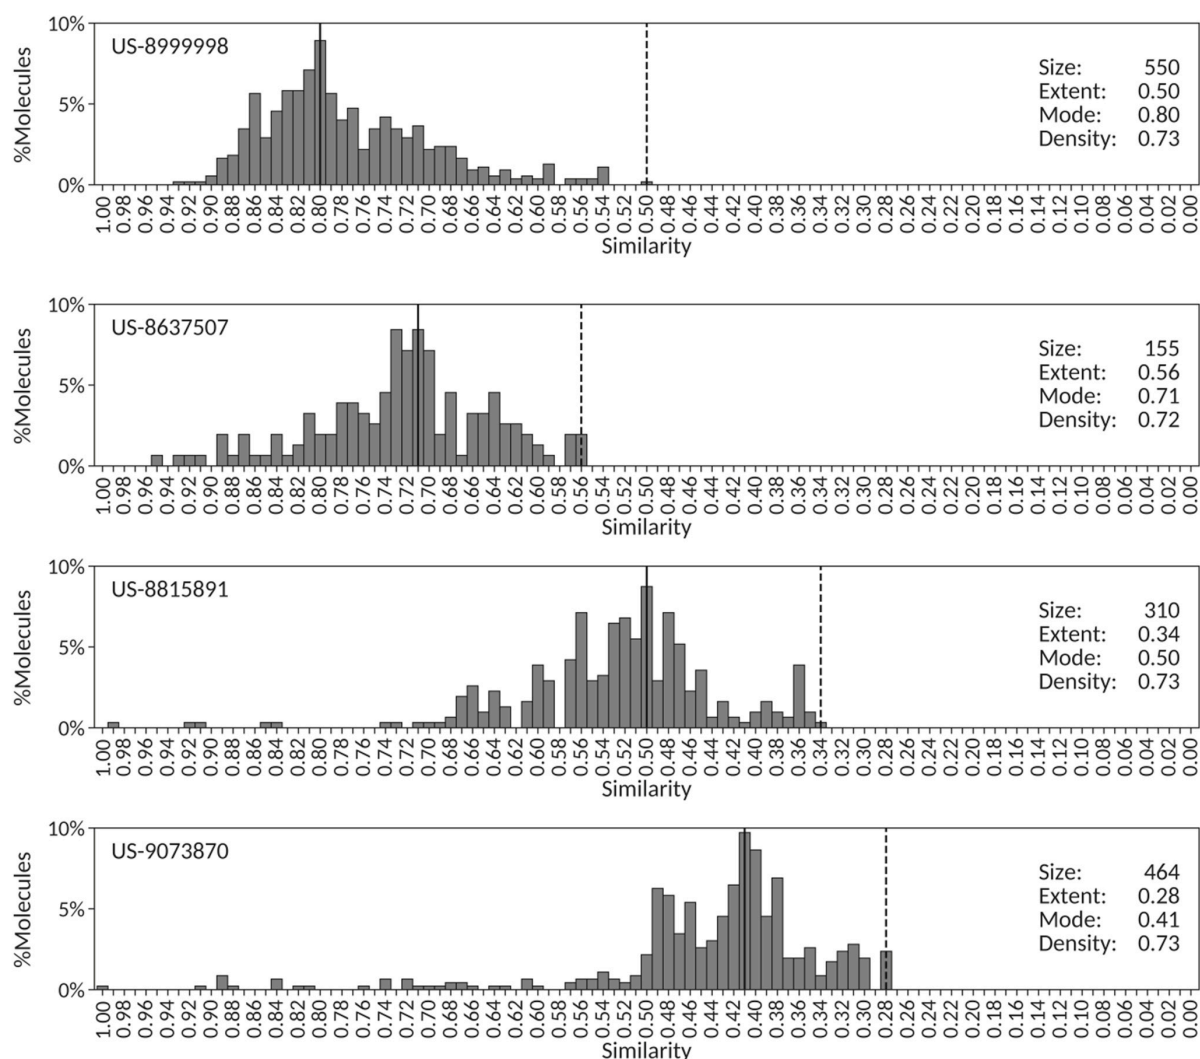 US-8999998
%Molecules
10%
5%
0%
Size: 550
Extent: 0.50
Mode: 0.80
Density: 0.73
1.00 0.98 0.96 0.94 0.92 0.90 0.88 0.86 0.84 0.82 0.80 0.78 0.76 0.74 0.72 0.70 0.68 0.66 0.64 0.62 0.60 0.58 0.56 0.54 0.52 0.50 0.48 0.46 0.44 0.42 0.40 0.38 0.36 0.34 0.32 0.30 0.28 0.26 0.24 0.22 0.20 0.18 0.16 0.14 0.12 0.10 0.08 0.06 0.04 0.02 0.00
Similarity
US-8637507
%Molecules
10%
5%
0%
Size: 155
Extent: 0.56
Mode: 0.71
Density: 0.72
1.00 0.98 0.96 0.94 0.92 0.90 0.88 0.86 0.84 0.82 0.80 0.78 0.76 0.74 0.72 0.70 0.68 0.66 0.64 0.62 0.60 0.58 0.56 0.54 0.52 0.50 0.48 0.46 0.44 0.42 0.40 0.38 0.36 0.34 0.32 0.30 0.28 0.26 0.24 0.22 0.20 0.18 0.16 0.14 0.12 0.10 0.08 0.06 0.04 0.02 0.00
Similarity
US-8815891
%Molecules
10%
5%
0%
Size: 310
Extent: 0.34
Mode: 0.50
Density: 0.73
1.00 0.98 0.96 0.94 0.92 0.90 0.88 0.86 0.84 0.82 0.80 0.78 0.76 0.74 0.72 0.70 0.68 0.66 0.64 0.62 0.60 0.58 0.56 0.54 0.52 0.50 0.48 0.46 0.44 0.42 0.40 0.38 0.36 0.34 0.32 0.30 0.28 0.26 0.24 0.22 0.20 0.18 0.16 0.14 0.12 0.10 0.08 0.06 0.04 0.02 0.00
Similarity
US-9073870
%Molecules
10%
5%
0%
Size: 464
Extent: 0.28
Mode: 0.41
Density: 0.73
1.00 0.98 0.96 0.94 0.92 0.90 0.88 0.86 0.84 0.82 0.80 0.78 0.76 0.74 0.72 0.70 0.68 0.66 0.64 0.62 0.60 0.58 0.56 0.54 0.52 0.50 0.48 0.46 0.44 0.42 0.40 0.38 0.36 0.34 0.32 0.30 0.28 0.26 0.24 0.22 0.20 0.18 0.16 0.14 0.12 0.10 0.08 0.06 0.04 0.02 0.00
Similarity